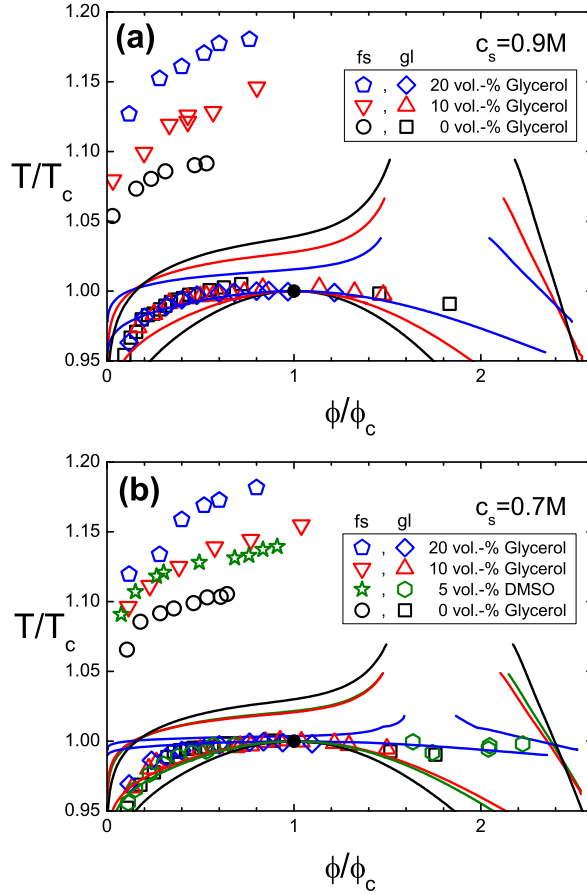 (a)
c_s=0.9M
fs gl
, 20 vol.-% Glycerol
, 10 vol.-% Glycerol
, 0 vol.-% Glycerol
T/T_c
1.20
1.15
1.10
1.05
1.00
0.95
0 1 2
ϕ/ϕ_c
(b)
c_s=0.7M
fs gl
, 20 vol.-% Glycerol
, 10 vol.-% Glycerol
, 5 vol.-% DMSO
, 0 vol.-% Glycerol
T/T_c
1.20
1.15
1.10
1.05
1.00
0.95
0 1 2
ϕ/ϕ_c